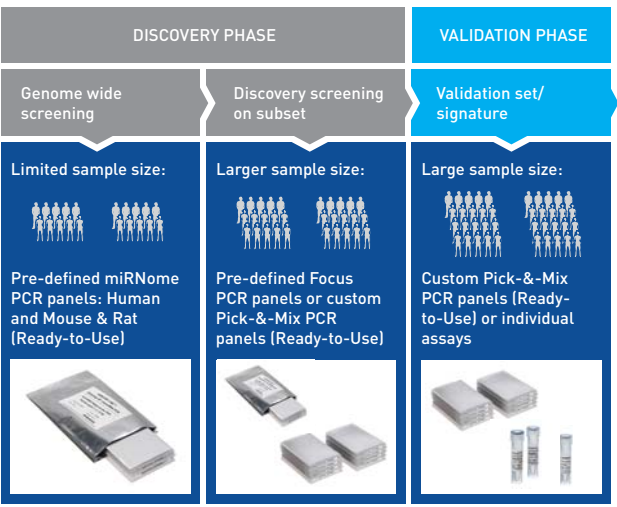 DISCOVERY PHASE
VALIDATION PHASE
Genome wide
screening
Discovery screening
on subset
Validation set/
signature
Limited sample size:
Pre-defined miRNome
PCR panels: Human
and Mouse & Rat
(Ready-to-Use)
Larger sample size:
Pre-defined Focus
PCR panels or custom
Pick-&-Mix PCR
panels (Ready-to-Use)
Large sample size:
Custom Pick-&-Mix
PCR panels (Ready-
to-Use) or individual
assays